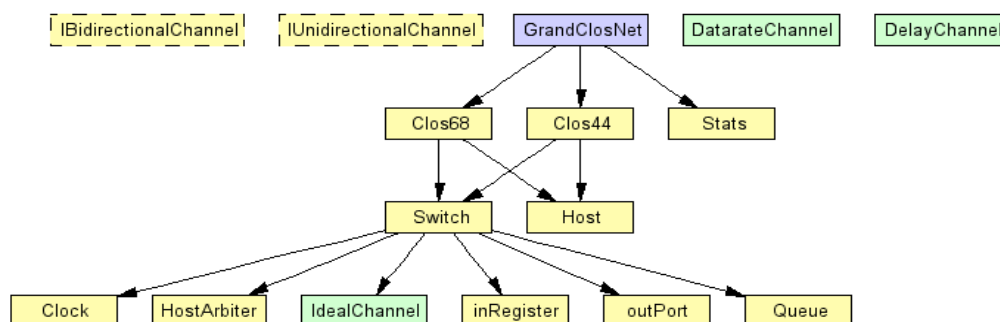 IBidirectionalChannel
IUnidirectionalChannel
GrandClosNet
DatarateChannel
DelayChannel
Clos68
Clos44
Stats
Switch
Host
Clock
HostArbiter
IdealChannel
inRegister
outPort
Queue